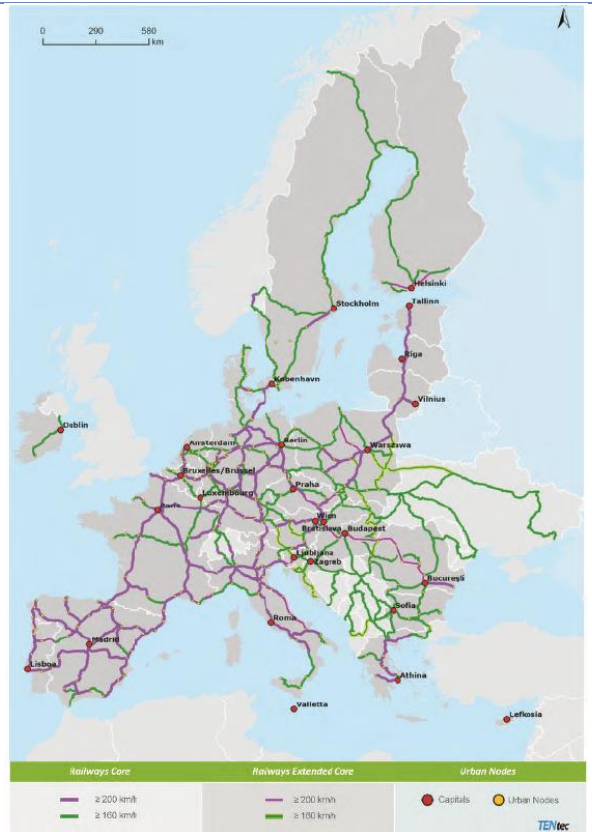 0 290 580
km
Helsinki
Tallinn
Stockholm
Riga
København
Vilnius
Dublin
Amsterdam
Berlin
Warszawa
Bruxelles/Brussel
Praha
Luxembourg
Paris
Wien
Bratislava
Budapest
Ljubljana
Zagreb
Bucureşti
Sofia
Roma
Madrid
Lisboa
Athina
Valletta
Lefkosia
Railways Core Railways Extended Core Urban Nodes
≥ 200 km/h ≥ 200 km/h Capitals Urban Nodes
≥ 160 km/h ≥ 160 km/h
TENtec